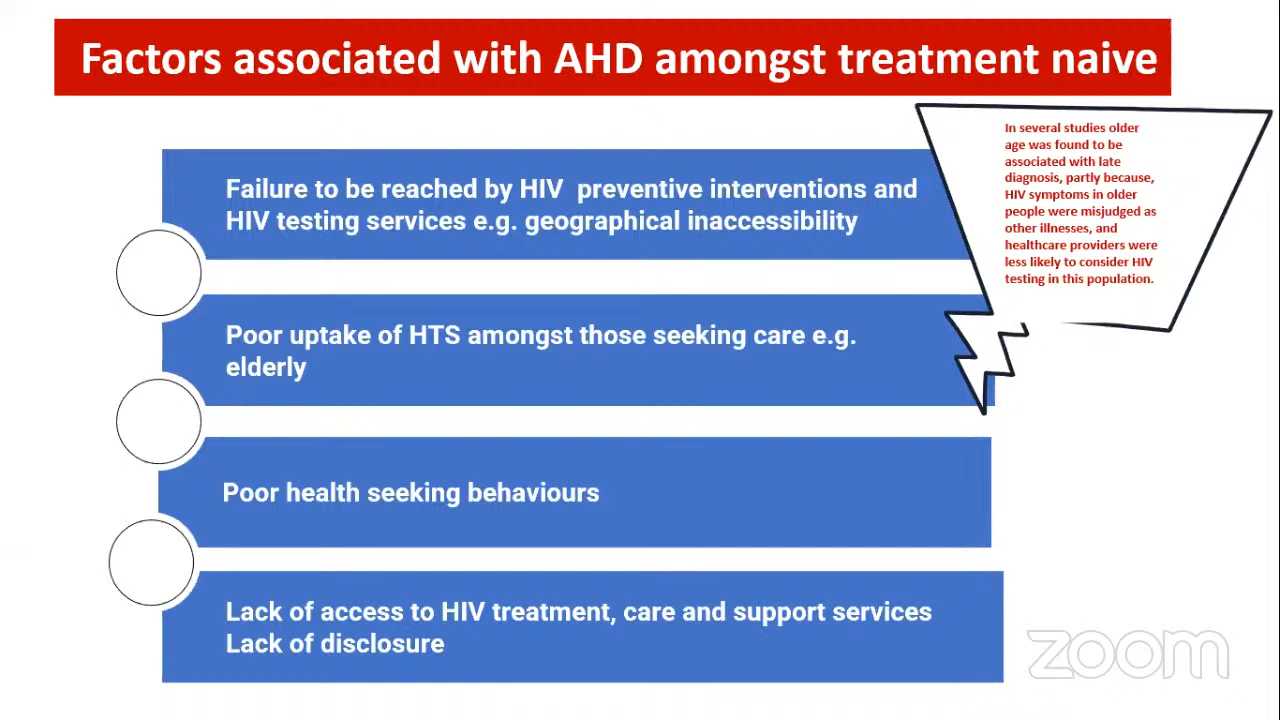 Factors associated with AHD amongst treatment naive
In several studies older
age was found to be
associated with late
diagnosis, partly because,
HIV symptoms in older
people were misjudged as
other illnesses, and
healthcare providers were
less likely to consider HIV
testing in this population.
Failure to be reached by HIV  preventive interventions and
HIV testing services e.g. geographical inaccessibility
Poor uptake of HTS amongst those seeking care e.g.
elderly
Poor health seeking behaviours
Lack of access to HIV treatment, care and support services
Lack of disclosure
zoom